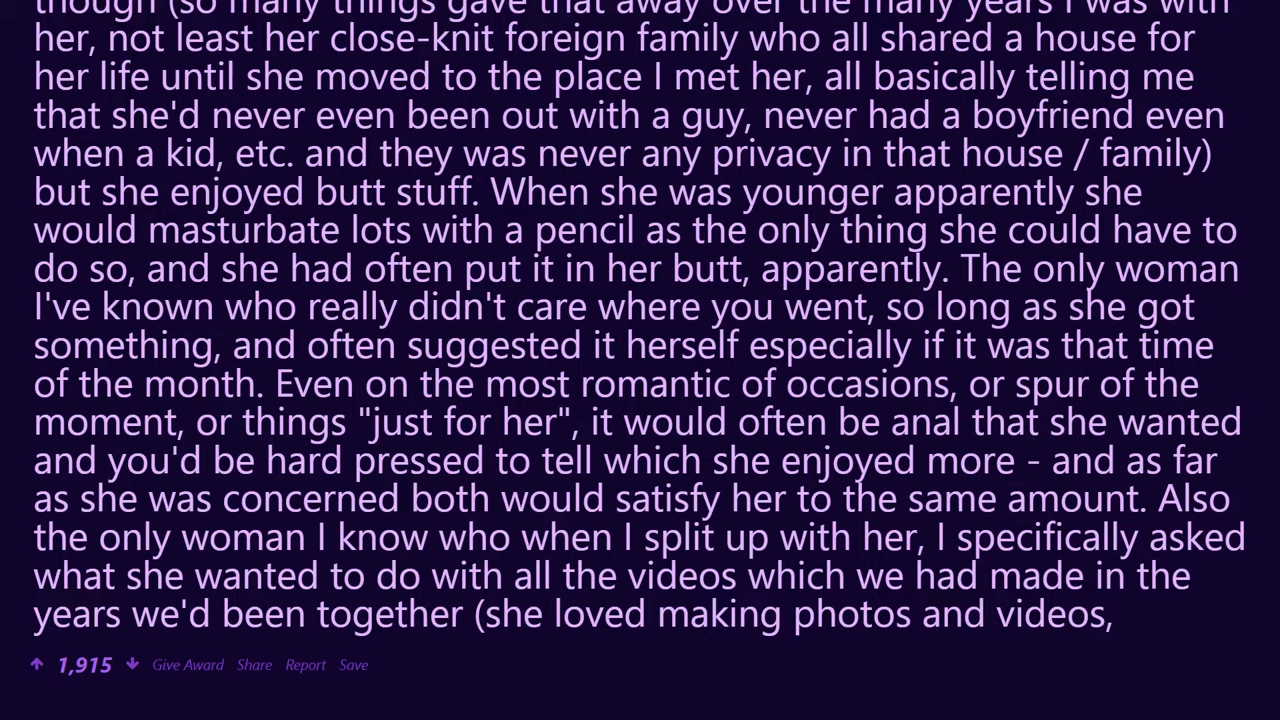 though (so many things gave that away over the many years I was with
her, not least her close-knit foreign family who all shared a house for
her life until she moved to the place I met her, all basically telling me
that she'd never even been out with a guy, never had a boyfriend even
when a kid, etc. and they was never any privacy in that house / family)
but she enjoyed butt stuff. When she was younger apparently she
would masturbate lots with a pencil as the only thing she could have to
do so, and she had often put it in her butt, apparently. The only woman
I've known who really didn't care where you went, so long as she got
something, and often suggested it herself especially if it was that time
of the month. Even on the most romantic of occasions, or spur of the
moment, or things "just for her", it would often be anal that she wanted
and you'd be hard pressed to tell which she enjoyed more - and as far
as she was concerned both would satisfy her to the same amount. Also
the only woman I know who when I split up with her, I specifically asked
what she wanted to do with all the videos which we had made in the
years we'd been together (she loved making photos and videos,
1,915 Give Award Share Report Save